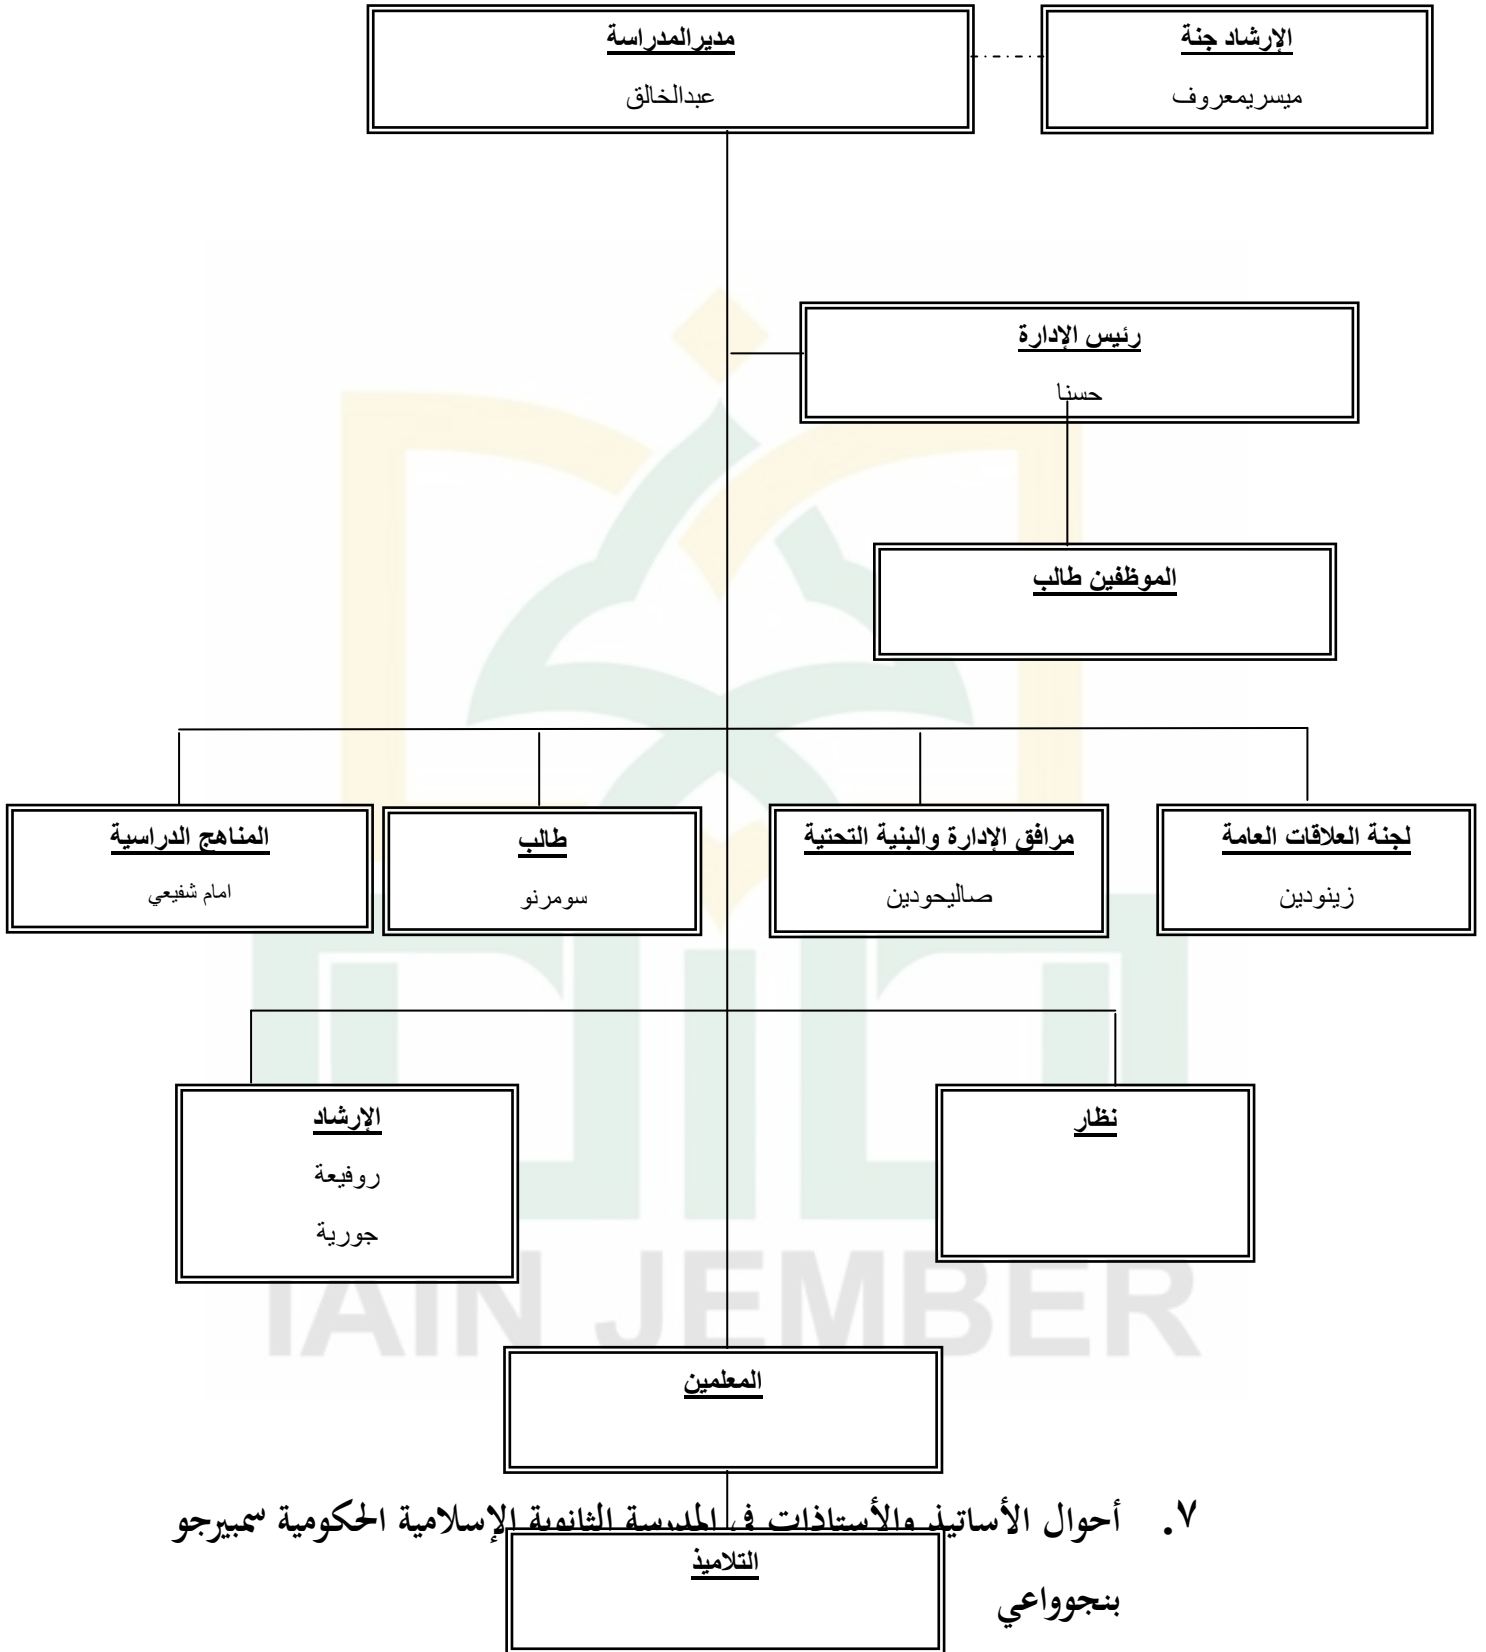 الإرشاد جنة
ميسريمعروف
مديرالمدراسة
عبدالخالق
رئيس الإدارة
حسنا
الموظفين طالب
لجنة العلاقات العامة
زينودين
مرافق الإدارة والبنية التحتية
صاليحودين
طالب
سومرنو
المناهج الدراسية
امام شفيعي
نظار
الإرشاد
روفيعة
جورية
IAIN JEMBER
المعلمين
٧. أحوال الأساتيذ والأستاذات في المدرسة الثانوية الإسلامية الحكومية سمبيرجو
التلاميذ
بنجوواعي